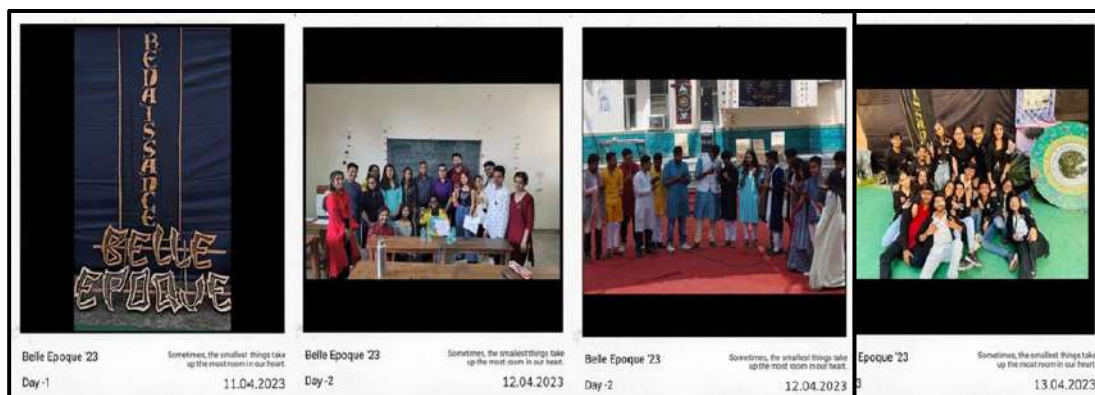 RENAISSANCE
BELLE
EPOQUE
Belle Epoque '23
Sometimes, the smallest things take
up the most room in our heart.
Day -1
11.04.2023
Belle Epoque '23
Sometimes, the smallest things take
up the most room in our heart.
Day -2
12.04.2023
Belle Epoque '23
Sometimes, the smallest things take
up the most room in our heart.
Day -2
12.04.2023
Epoque '23
Sometimes, the smallest things take
up the most room in our heart.
3
13.04.2023